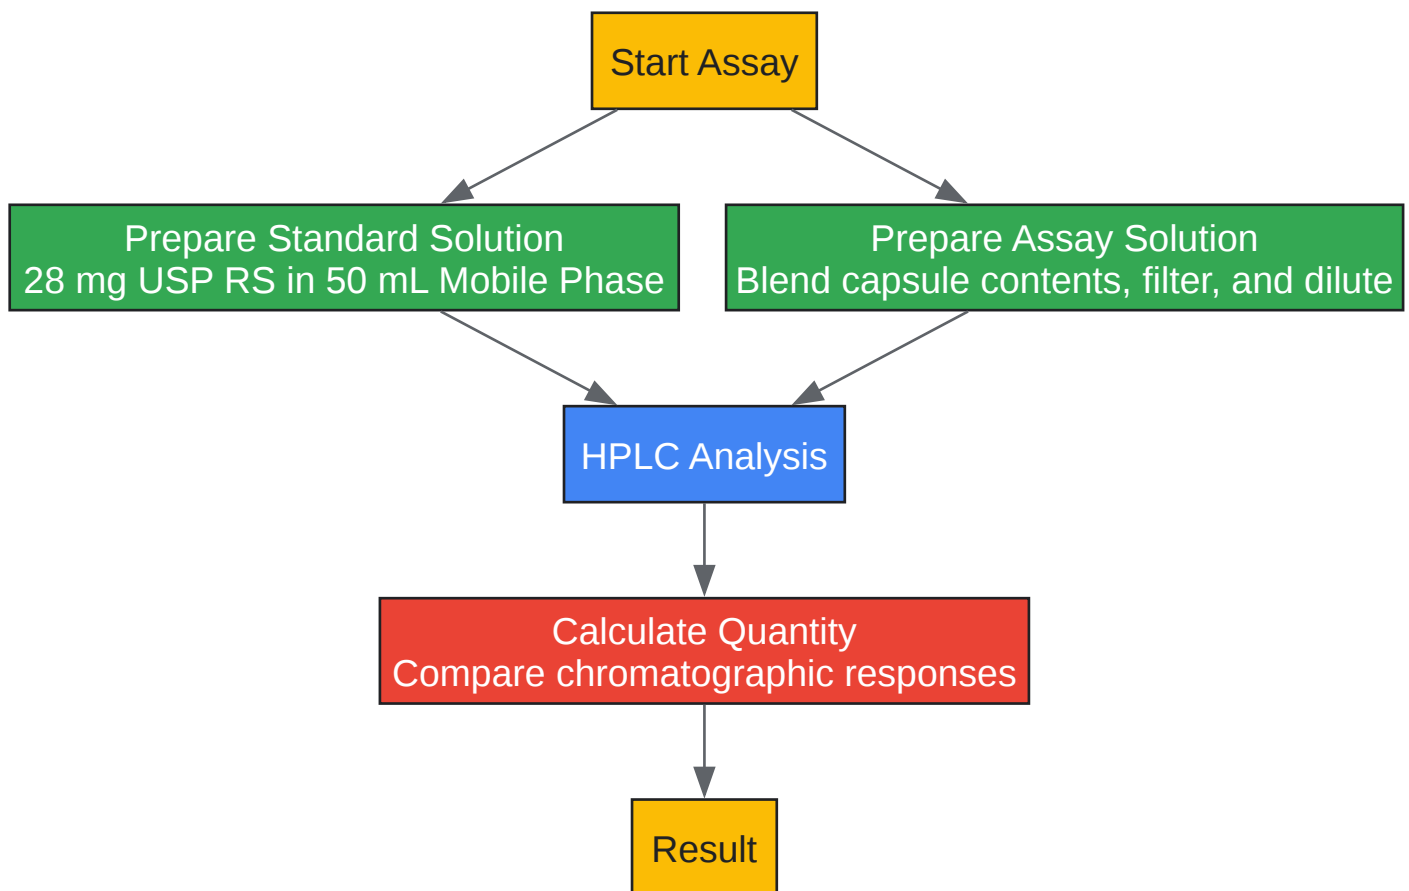 Start Assay
Prepare Standard Solution
28 mg USP RS in 50 mL Mobile Phase
Prepare Assay Solution
Blend capsule contents, filter, and dilute
HPLC Analysis
Calculate Quantity
Compare chromatographic responses
Result